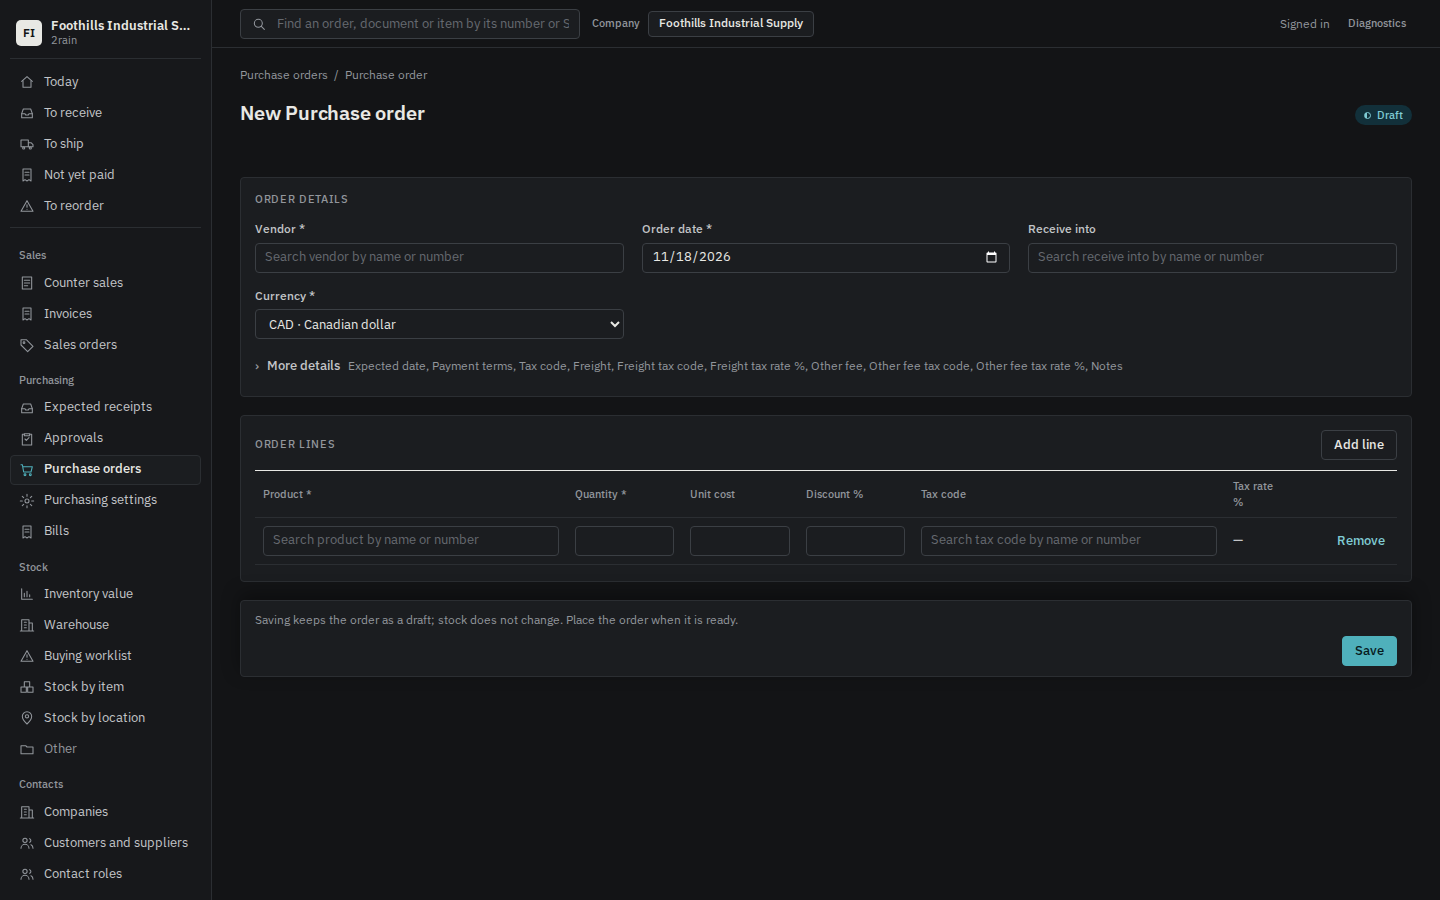 FI
Foothills Industrial S...
2rain
Today
To receive
To ship
Not yet paid
To reorder
Sales
Counter sales
Invoices
Sales orders
Purchasing
Expected receipts
Approvals
Purchase orders
Purchasing settings
Bills
Stock
Inventory value
Warehouse
Buying worklist
Stock by item
Stock by location
Other
Contacts
Companies
Customers and suppliers
Contact roles
Find an order, document or item by its number or S
Company
Foothills Industrial Supply
Signed in
Diagnostics
Purchase orders / Purchase order
New Purchase order
Draft
ORDER DETAILS
Vendor *
Search vendor by name or number
Order date *
11/18/2026
Receive into
Search receive into by name or number
Currency *
CAD · Canadian dollar
› More details Expected date, Payment terms, Tax code, Freight, Freight tax code, Freight tax rate %, Other fee, Other fee tax code, Other fee tax rate %, Notes
ORDER LINES
Add line
Product *
Quantity *
Unit cost
Discount %
Tax code
Tax rate
%
Search product by name or number
Search tax code by name or number
—
Remove
Saving keeps the order as a draft; stock does not change. Place the order when it is ready.
Save